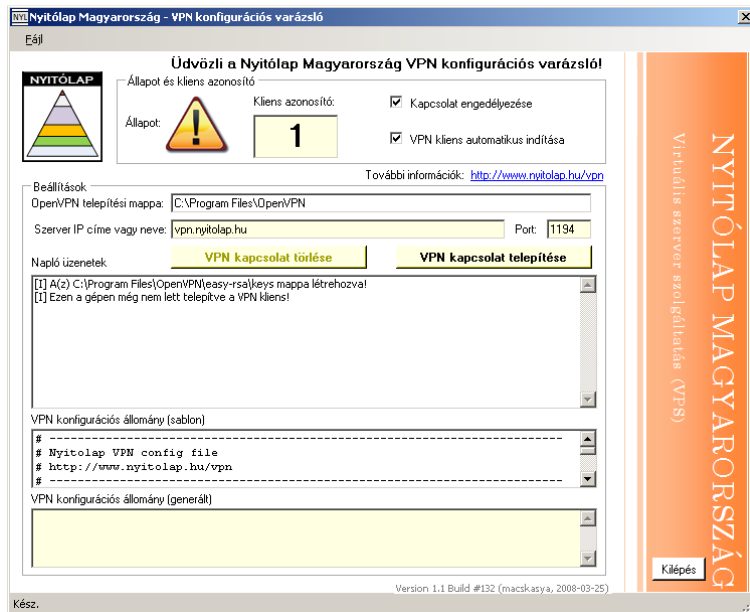 NYL Nyitólap Magyarország - VPN konfigurációs varázsló
Fájl
Üdvözli a Nyitólap Magyarország VPN konfigurációs varázsló!
NYITÓLAP
Állapot és kliens azonosító
Állapot:
Kliens azonosító:
1
Kapcsolat engedélyezése
VPN kliens automatikus indítása
További információk: http://www.nyitolap.hu/vpn
Beállítások
OpenVPN telepítési mappa: C:\Program Files\OpenVPN
Szerver IP címe vagy neve: vpn.nyitolap.hu Port: 1194
Napló üzenetek VPN kapcsolat törlése VPN kapcsolat telepítése
[I] A(z) C:\Program Files\OpenVPN\easy-rsa\keys mappa létrehozva!
[I] Ezen a gépen még nem lett telepítve a VPN kliens!
VPN konfigurációs állomány (sablon)
# ---------------------------------------------------------------
# Nyitolap VPN config file
# http://www.nyitolap.hu/vpn
# ---------------------------------------------------------------
VPN konfigurációs állomány (generált)
Version 1.1 Build #132 (macskasya, 2008-03-25)
NYITÓLAP MAGYARORSZÁG
Virtuális szerver szolgáltatás (VPS)
Kilépés
Kész.